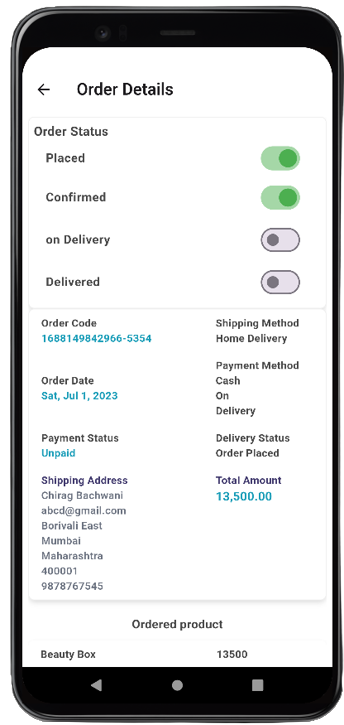 Order Details
Order Status
Placed
Confirmed
on Delivery
Delivered
Order Code
1688149842966-5354
Shipping Method
Home Delivery
Order Date
Sat, Jul 1, 2023
Payment Method
Cash
On
Delivery
Payment Status
Unpaid
Delivery Status
Order Placed
Shipping Address
Chirag Bachwani
abcd@gmail.com
Borivali East
Mumbai
Maharashtra
400001
9878767545
Total Amount
13,500.00
Ordered product
Beauty Box 13500